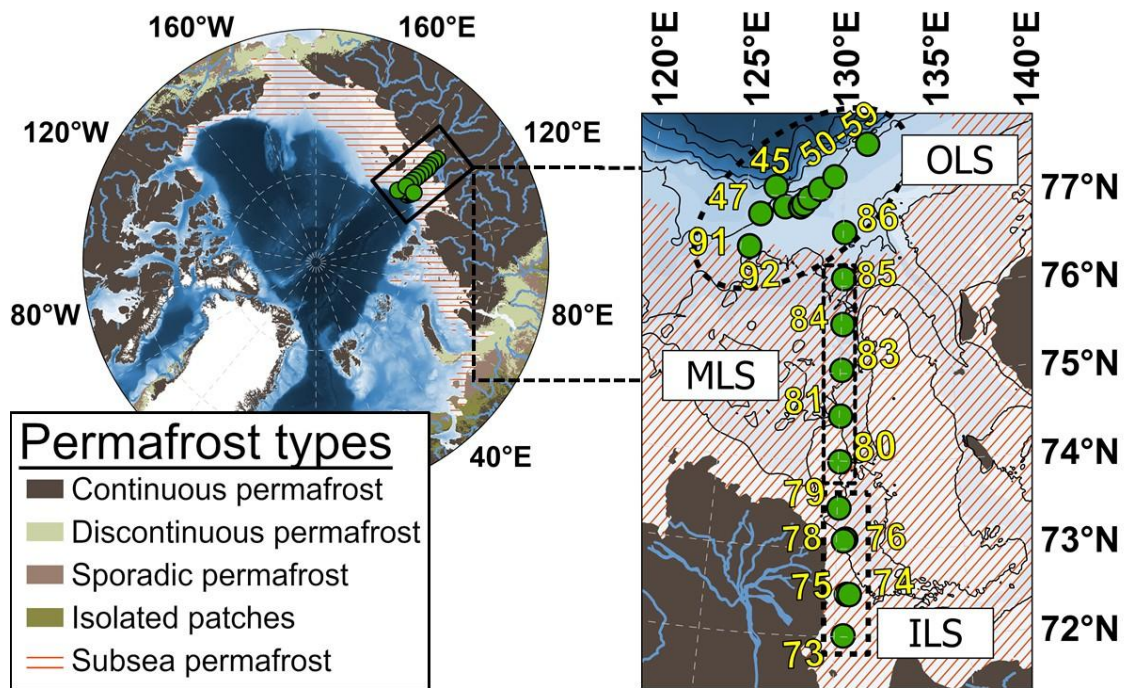 160°W
160°E
120°W
120°E
80°W
80°E
40°E
Permafrost types
Continuous permafrost
Discontinuous permafrost
Sporadic permafrost
Isolated patches
Subsea permafrost
120°E
125°E
130°E
135°E
140°E
50-59
45
OLS
47
77°N
86
91
92
85
76°N
84
83
75°N
MLS
81
80
74°N
79
78
76
73°N
75
74
ILS
72°N
73